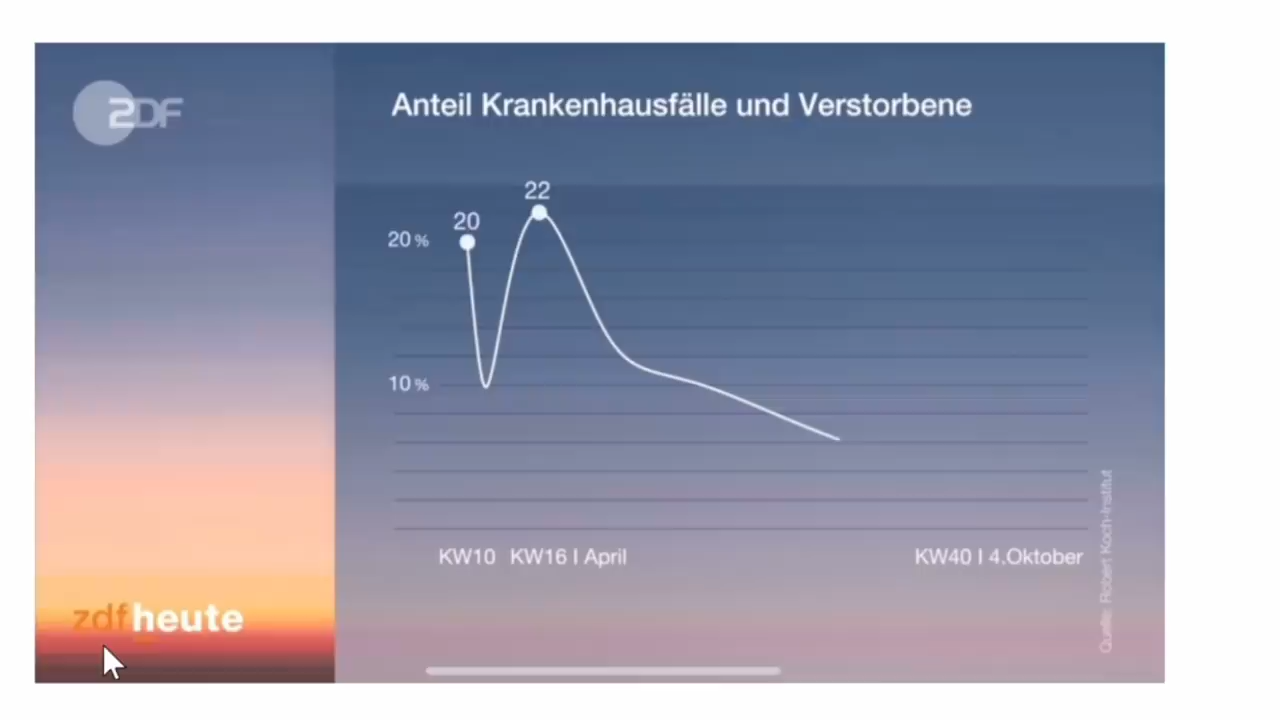 ZDF
Anteil Krankenhausfälle und Verstorbene
22
20
20 %
10 %
KW10 KW16 I April KW40 I 4.Oktober
Quelle: Robert Koch-Institut
zdfheute